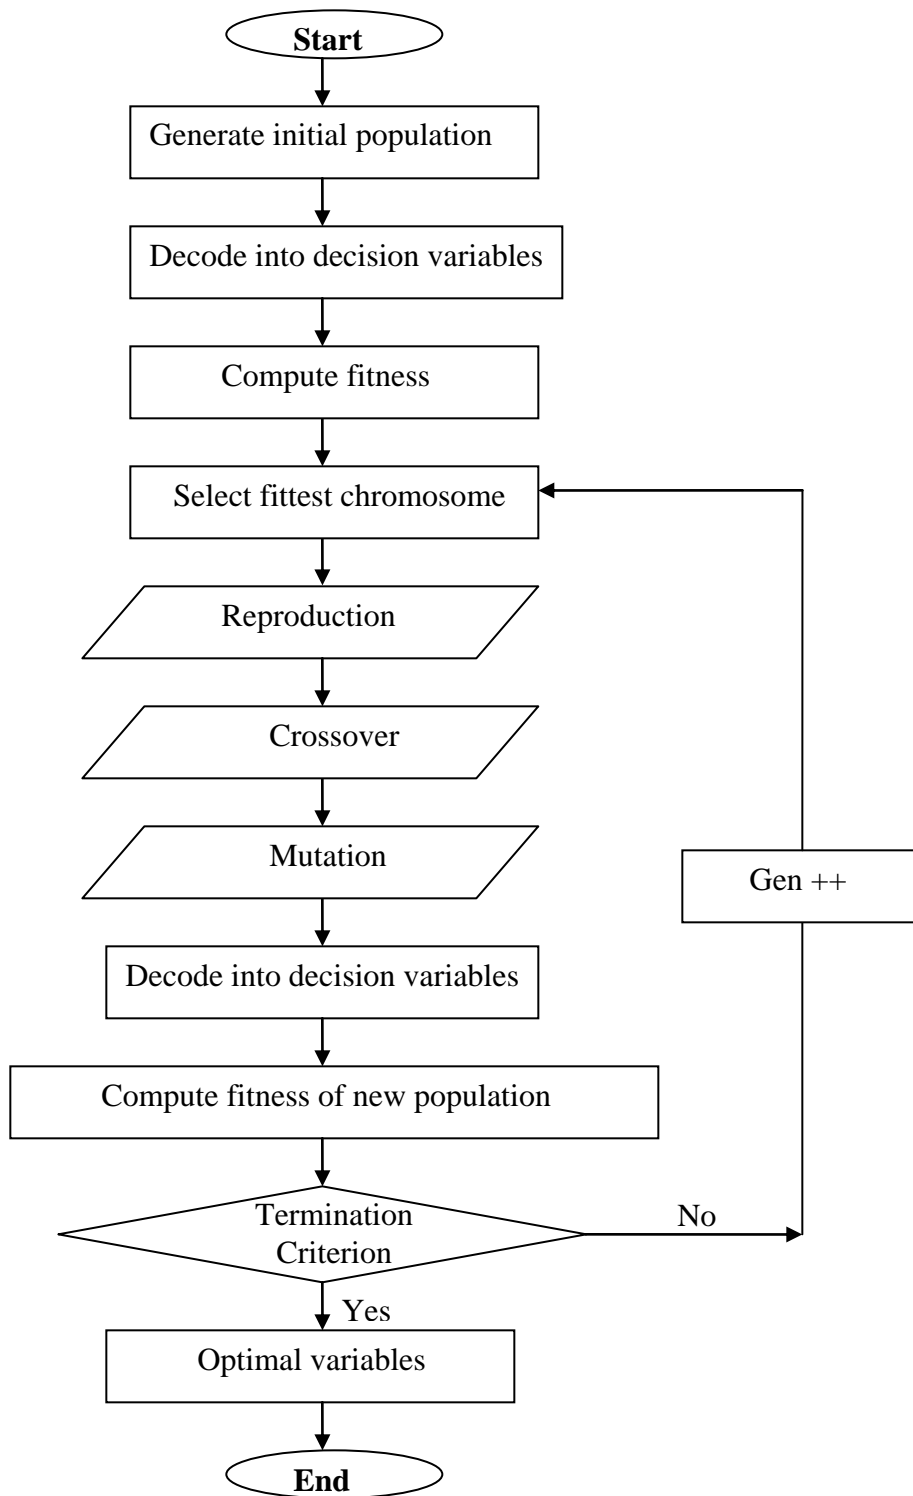 Start
Generate initial population
Decode into decision variables
Compute fitness
Select fittest chromosome
Reproduction
Crossover
Mutation
Gen ++
Decode into decision variables
Compute fitness of new population
Termination
Criterion
No
Yes
Optimal variables
End